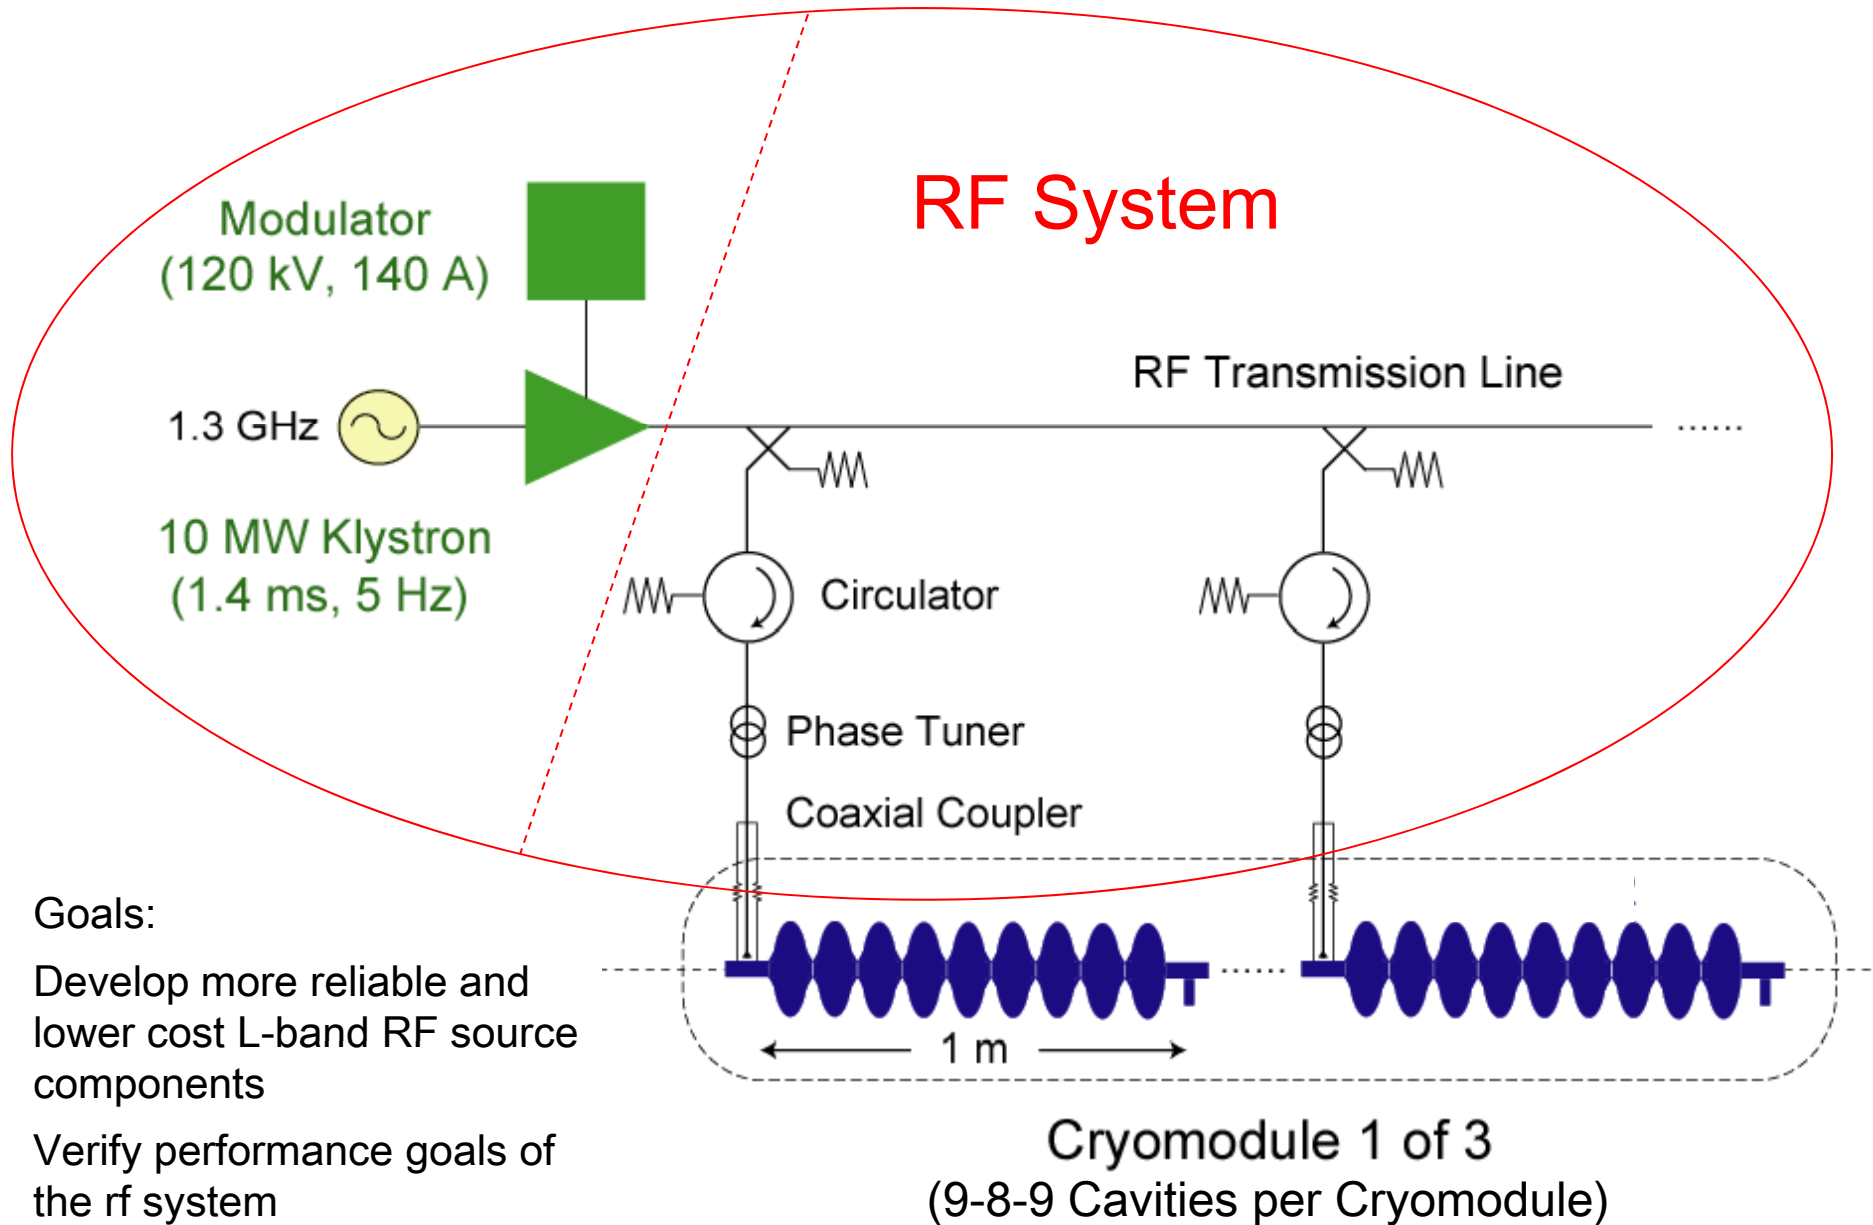 RF System
Modulator
(120 kV, 140 A)
RF Transmission Line
1.3 GHz
10 MW Klystron
(1.4 ms, 5 Hz)
Circulator
Phase Tuner
Coaxial Coupler
Goals:
Develop more reliable and
lower cost L-band RF source
components
Verify performance goals of
the rf system
1 m
Cryomodule 1 of 3
(9-8-9 Cavities per Cryomodule)